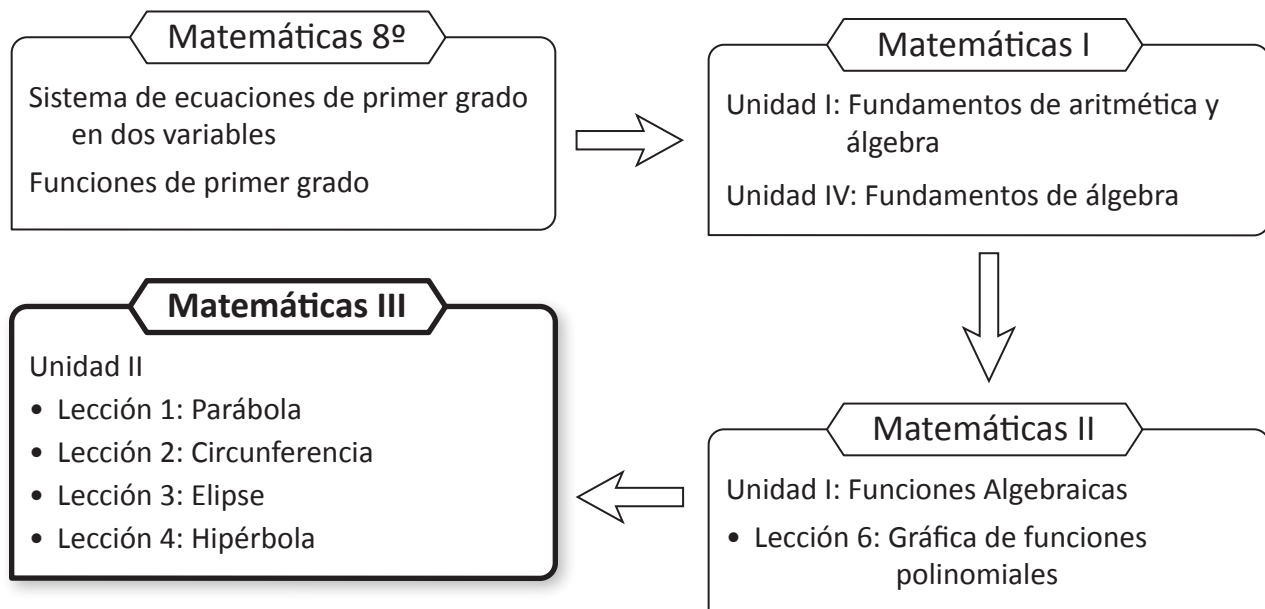 Matemáticas 8º
Sistema de ecuaciones de primer grado
en dos variables
Funciones de primer grado
Matemáticas I
Unidad I: Fundamentos de aritmética y
álgebra
Unidad IV: Fundamentos de álgebra
Matemáticas II
Unidad I: Funciones Algebraicas
• Lección 6: Gráfica de funciones
polinomiales
Matemáticas III
Unidad II
• Lección 1: Parábola
• Lección 2: Circunferencia
• Lección 3: Elipse
• Lección 4: Hipérbola